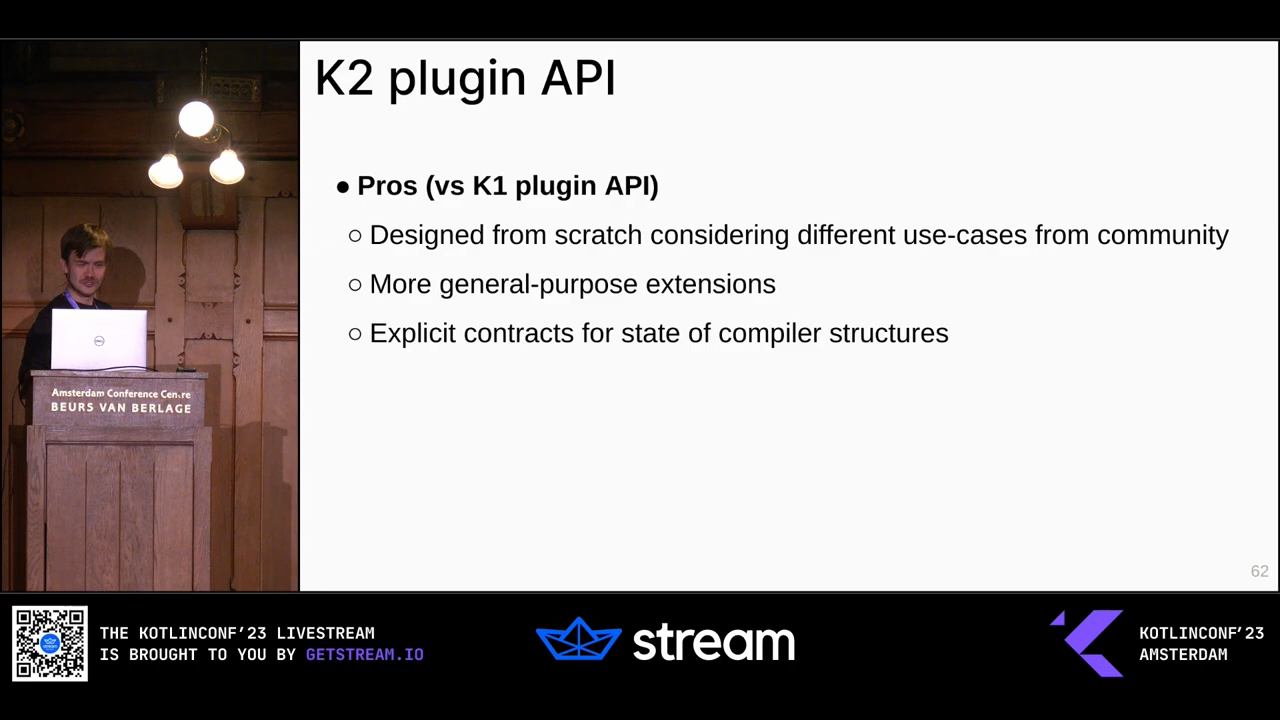 K2 plugin API
● Pros (vs K1 plugin API)
○ Designed from scratch considering different use-cases from community
○ More general-purpose extensions
○ Explicit contracts for state of compiler structures
62
DELL
Amsterdam Conference Centre
BEURS VAN BERLAGE
THE KOTLINCONF’23 LIVESTREAM
IS BROUGHT TO YOU BY GETSTREAM.IO
stream
KOTLINCONF’23
AMSTERDAM